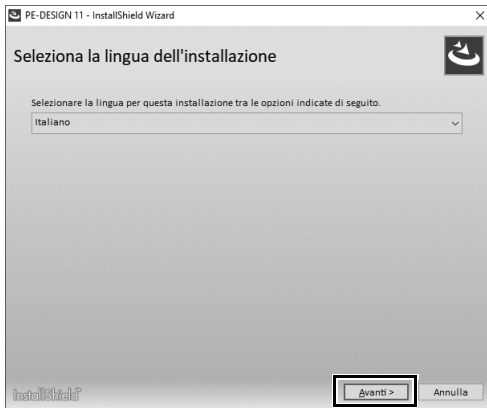 PE-DESIGN 11 - InstallShield Wizard
Seleziona la lingua dell'installazione
Selezionare la lingua per questa installazione tra le opzioni indicate di seguito.
Italiano
InstallShield
Avanti >
Annulla